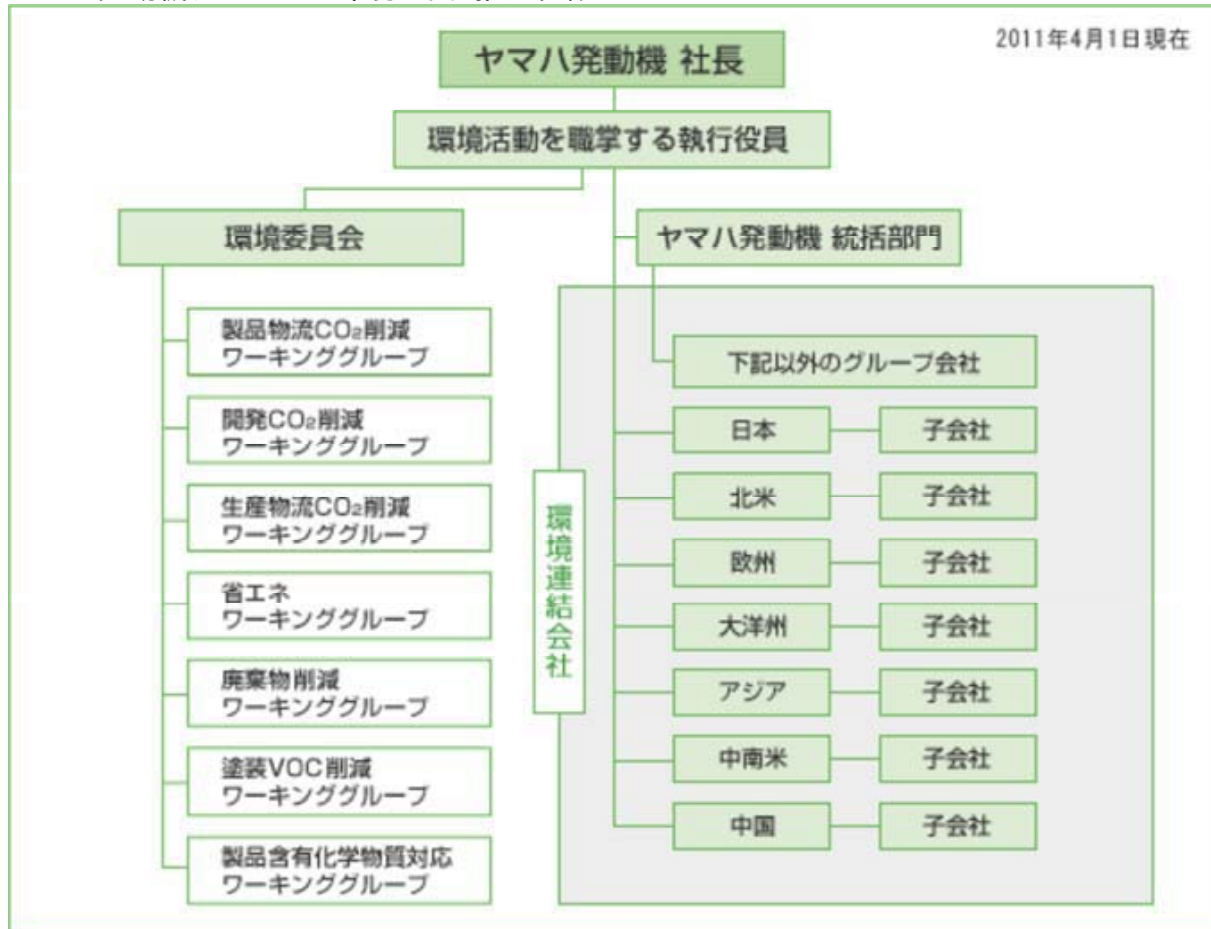 2011年4月1日現在
ヤマハ発動機 社長
環境活動を職掌する執行役員
環境委員会
製品物流CO₂削減
ワーキンググループ
開発CO₂削減
ワーキンググループ
生産物流CO₂削減
ワーキンググループ
省エネ
ワーキンググループ
廃棄物削減
ワーキンググループ
塗装VOC削減
ワーキンググループ
製品含有化学物質対応
ワーキンググループ
ヤマハ発動機 統括部門
環境連結会社
下記以外のグループ会社
日本 子会社
北米 子会社
欧州 子会社
大洋州 子会社
アジア 子会社
中南米 子会社
中国 子会社